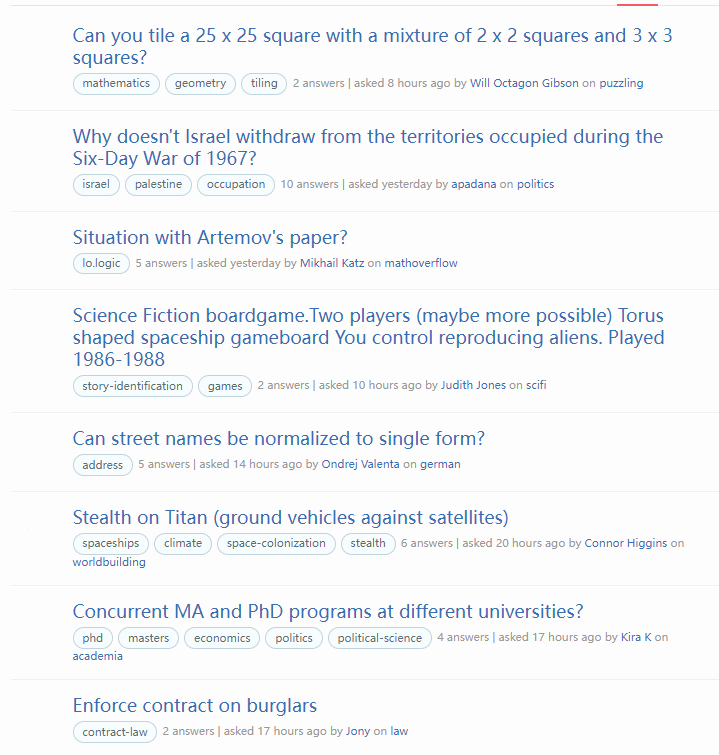 Can you tile a 25 x 25 square with a mixture of 2 x 2 squares and 3 x 3
squares?
mathematics geometry tiling 2 answers | asked 8 hours ago by Will Octagon Gibson on puzzling
Why doesn't Israel withdraw from the territories occupied during the
Six-Day War of 1967?
israel palestine occupation 10 answers | asked yesterday by apadana on politics
Situation with Artemov's paper?
lo.logic 5 answers | asked yesterday by Mikhail Katz on mathoverflow
Science Fiction boardgame.Two players (maybe more possible) Torus
shaped spaceship gameboard You control reproducing aliens. Played
1986-1988
story-identification games 2 answers | asked 10 hours ago by Judith Jones on scifi
Can street names be normalized to single form?
address 5 answers | asked 14 hours ago by Ondrej Valenta on german
Stealth on Titan (ground vehicles against satellites)
spaceships climate space-colonization stealth 6 answers | asked 20 hours ago by Connor Higgins on
worldbuilding
Concurrent MA and PhD programs at different universities?
phd masters economics politics political-science 4 answers | asked 17 hours ago by Kira K on
academia
Enforce contract on burglars
contract-law 2 answers | asked 17 hours ago by Jony on law